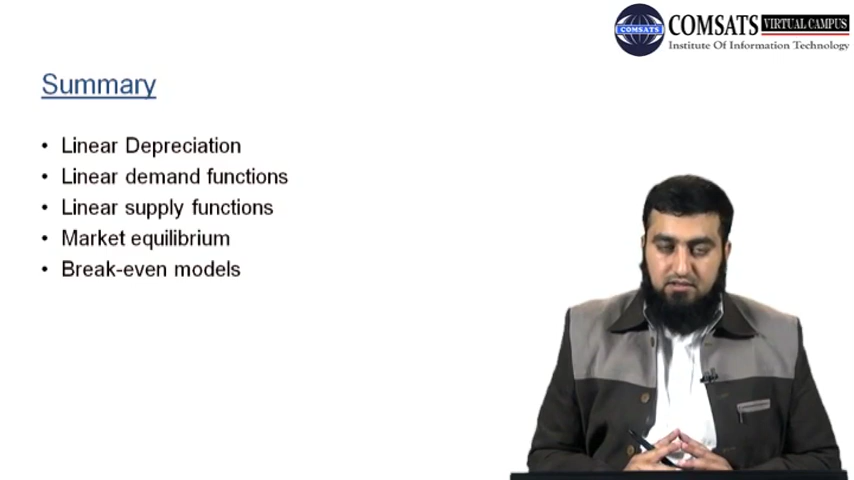 COMSATS VIRTUAL CAMPUS
COMSATS
Institute Of Information Technology
Summary
• Linear Depreciation
• Linear demand functions
• Linear supply functions
• Market equilibrium
• Break-even models